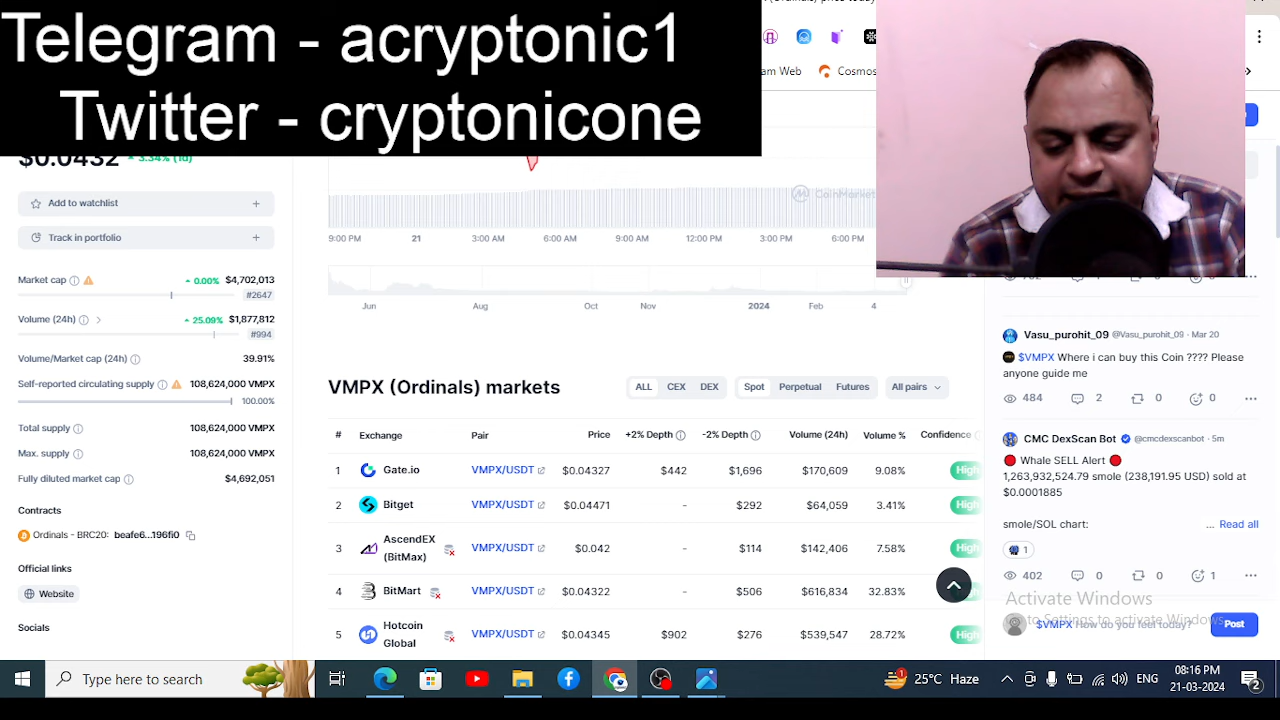 Telegram - acryptonic1
Twitter - cryptonicone
am Web
Cosmos
$0.0432 3.34% (1d)
Add to watchlist +
Track in portfolio +
Market cap 0.00% $4,702,013
#2647
Volume (24h) 25.09% $1,877,812
#994
Volume/Market cap (24h) 39.91%
Self-reported circulating supply 108,624,000 VMPX
100.00%
Total supply 108,624,000 VMPX
Max. supply 108,624,000 VMPX
Fully diluted market cap $4,692,051
Contracts
Ordinals - BRC20: beafe6...196fi0
Official links
Website
Socials
CoinMarket
9:00 PM 21 3:00 AM 6:00 AM 9:00 AM 12:00 PM 3:00 PM 6:00 PM
Jun Aug Oct Nov 2024 Feb 4
VMPX (Ordinals) markets
ALL CEX DEX Spot Perpetual Futures All pairs
# Exchange Pair Price +2% Depth -2% Depth Volume (24h) Volume % Confidence
1 Gate.io VMPX/USDT $0.04327 $442 $1,696 $170,609 9.08% High
2 Bitget VMPX/USDT $0.04471 - $292 $64,059 3.41% High
3 AscendEX (BitMax) VMPX/USDT $0.042 - $114 $142,406 7.58% High
4 BitMart VMPX/USDT $0.04322 - $506 $616,834 32.83%
5 Hotcoin Global VMPX/USDT $0.04345 $902 $276 $539,547 28.72% High
Vasu_purohit_09 @Vasu_purohit_09 · Mar 20
$VMPX Where i can buy this Coin ???? Please
anyone guide me
484 2 0 0 ...
CMC DexScan Bot @cmcdexscanbot · 5m
Whale SELL Alert
1,263,932,524.79 smole (238,191.95 USD) sold at
$0.0001885
smole/SOL chart: ... Read all
1
402 0 0 1 ...
Activate Windows
Go to Settings to activate Windows.
$VMPX How do you feel today? Post
Type here to search
25°C Haze
ENG
08:16 PM
21-03-2024
2